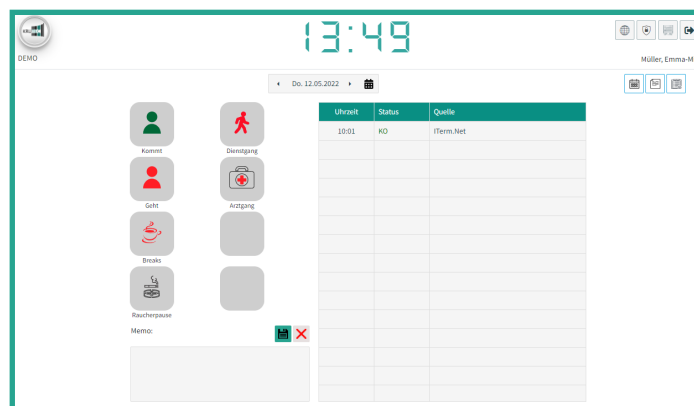 13:49
DEMO
Müller, Emma-M
Do, 12.05.2022
Uhrzeit Status Quelle
10:01 KO ITerm.Net
Kommt Dienstgang
Geht Arztgang
Breaks
Raucherpause
Memo: